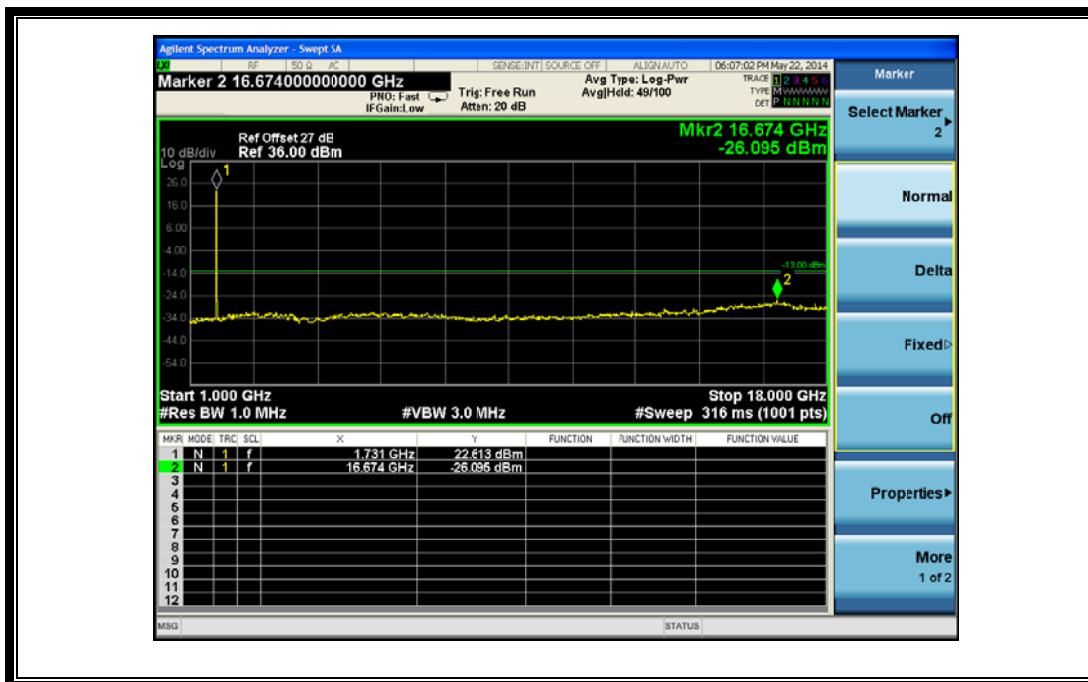 Agilent Spectrum Analyzer - Swept SA
LXI RF 50 Ω AC SENSE:INT SOURCE OFF ALIGN AUTO 06:07:02 PM May 22, 2014
Marker 2 16.674000000000 GHz
PNO: Fast
IFGain:Low
Trig: Free Run
Atten: 20 dB
Avg Type: Log-Pwr
Avg|Hold: 49/100
TRACE 1 2 3 4 5 6
TYPE M WWWWW
DET P N N N N N
Ref Offset 27 dB
10 dB/div Ref 36.00 dBm
Log
Mkr2 16.674 GHz
-26.095 dBm
1
26.0
16.0
6.00
-4.00
-13.00 dBm
-14.0
2
-24.0
-34.0
-44.0
-54.0
Start 1.000 GHz Stop 18.000 GHz
#Res BW 1.0 MHz #VBW 3.0 MHz #Sweep 316 ms (1001 pts)
MKR MODE TRC SCL X Y FUNCTION FUNCTION WIDTH FUNCTION VALUE
1 N 1 f 1.731 GHz 22.613 dBm
2 N 1 f 16.674 GHz -26.095 dBm
3
4
5
6
7
8
9
10
11
12
MSG STATUS
Marker
Select Marker
2
Normal
Delta
Fixed
Off
Properties
More
1 of 2